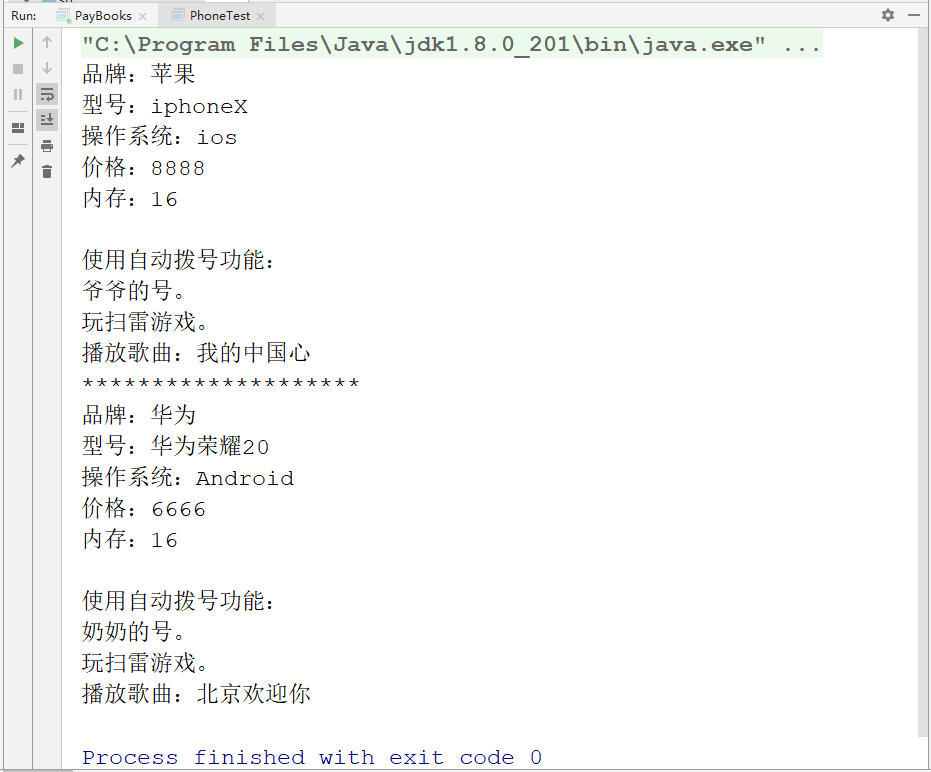 Run: PayBooks × PhoneTest ×
"C:\Program Files\Java\jdk1.8.0_201\bin\java.exe" ...
品牌：苹果
型号：iphoneX
操作系统：ios
价格：8888
内存：16
使用自动拨号功能：
爷爷的号。
玩扫雷游戏。
播放歌曲：我的中国心
*********************
品牌：华为
型号：华为荣耀20
操作系统：Android
价格：6666
内存：16
使用自动拨号功能：
奶奶的号。
玩扫雷游戏。
播放歌曲：北京欢迎你
Process finished with exit code 0